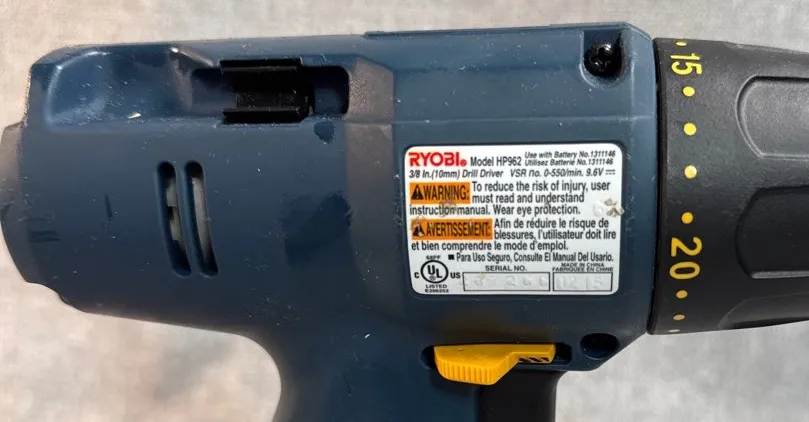 RYOBI® Model HP962 Use with Battery No.1311146
Utilisez Batterie No.1311146
3/8 In.(10mm) Drill Driver VSR no. 0-550/min. 9.6V
WARNING: To reduce the risk of injury, user
must read and understand
instruction manual. Wear eye protection.
AVERTISSEMENT: Afin de réduire le risque de
blessures, l'utilisateur doit lire
et bien comprendre le mode d'emploi.
Para Uso Seguro, Consulte El Manual Del Usario.
C UL US
LISTED
SERIAL NO.
MADE IN CHINA
FABRIQUÉE EN CHINE
0215
15
20